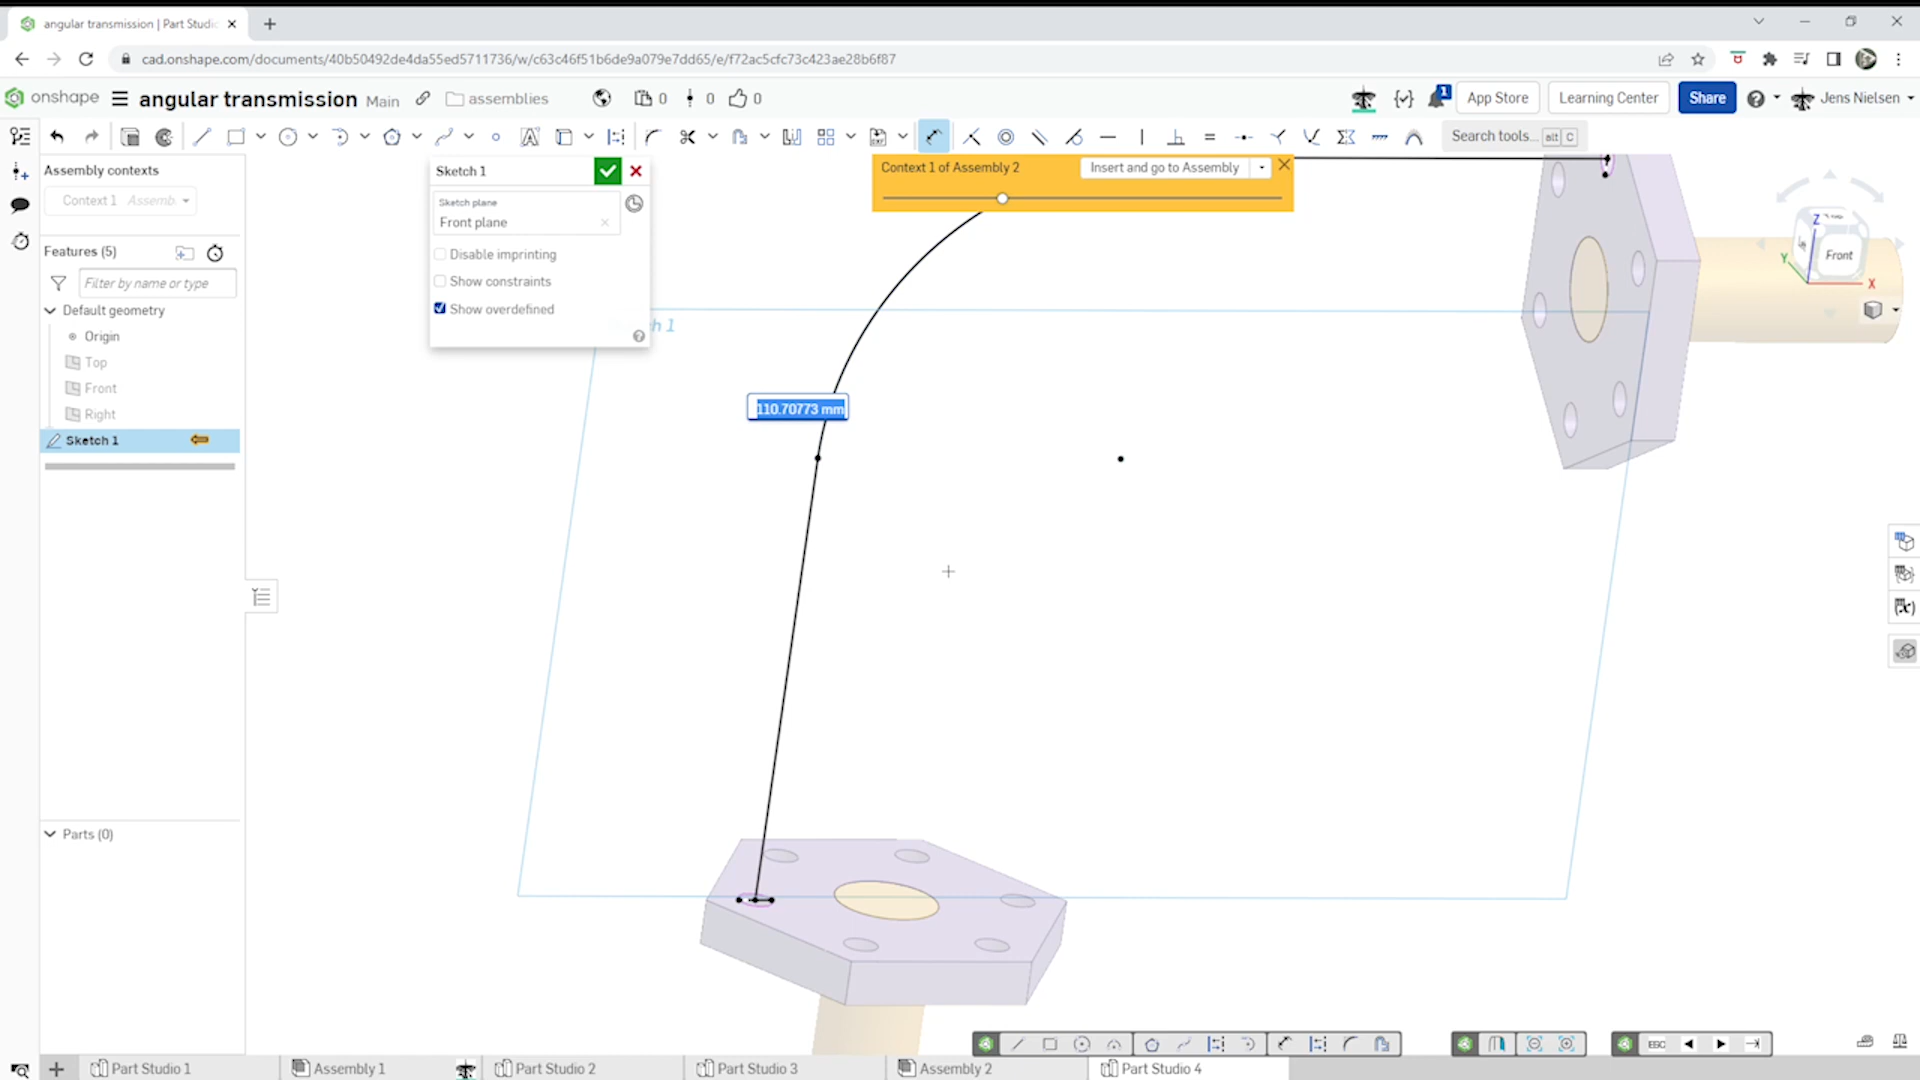 angular transmission | Part Studio
cad.onshape.com/documents/40b50492de4da55ed5711736/w/c63c46f51b6de9a079e7dd65/e/f72ac5cfc73c423ae28b6f87
onshape angular transmission Main assemblies 0 0 0 1 App Store Learning Center Share Jens Nielsen
Search tools... alt C
Assembly contexts
Context 1 Assemb.
Features (5)
Filter by name or type
Default geometry
Origin
Top
Front
Right
Sketch 1
Parts (0)
Sketch 1
Sketch plane
Front plane
Disable imprinting
Show constraints
Show overdefined
Context 1 of Assembly 2 Insert and go to Assembly
110.70773 mm
Z
Front
Y
X
ESC
Part Studio 1 Assembly 1 Part Studio 2 Part Studio 3 Assembly 2 Part Studio 4